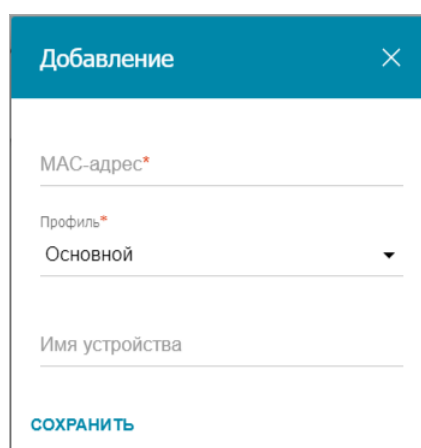 Добавление
MAC-адрес*
Профиль*
Основной
Имя устройства
СОХРАНИТЬ